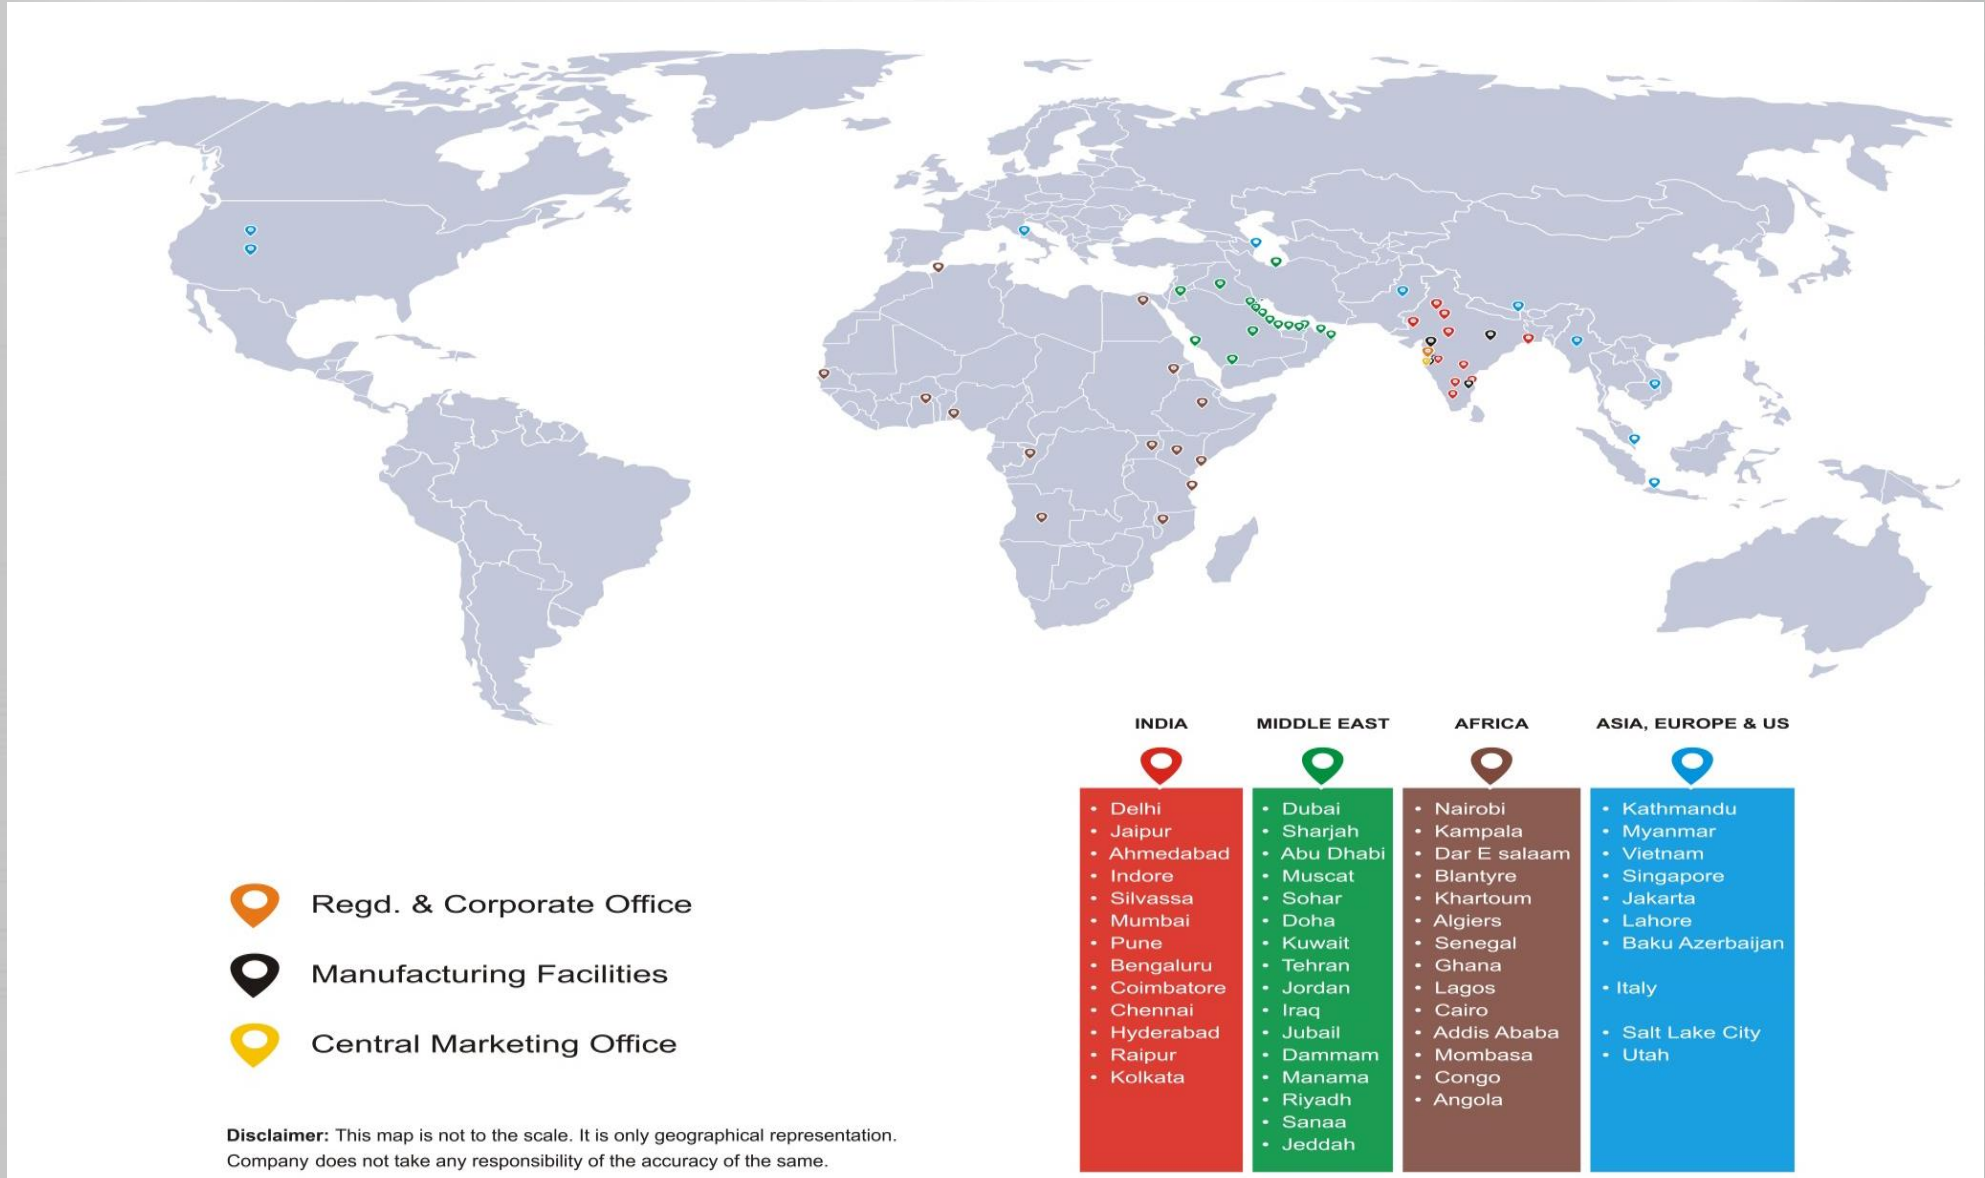 INDIA
• Delhi
• Jaipur
• Ahmedabad
• Indore
• Silvassa
• Mumbai
• Pune
• Bengaluru
• Coimbatore
• Chennai
• Hyderabad
• Raipur
• Kolkata
MIDDLE EAST
• Dubai
• Sharjah
• Abu Dhabi
• Muscat
• Sohar
• Doha
• Kuwait
• Tehran
• Jordan
• Iraq
• Jubail
• Dammam
• Manama
• Riyadh
• Sanaa
• Jeddah
AFRICA
• Nairobi
• Kampala
• Dar E salaam
• Blantyre
• Khartoum
• Algiers
• Senegal
• Ghana
• Lagos
• Cairo
• Addis Ababa
• Mombasa
• Congo
• Angola
ASIA, EUROPE & US
• Kathmandu
• Myanmar
• Vietnam
• Singapore
• Jakarta
• Lahore
• Baku Azerbaijan
• Italy
• Salt Lake City
• Utah
Regd. & Corporate Office
Manufacturing Facilities
Central Marketing Office
Disclaimer: This map is not to the scale. It is only geographical representation.
Company does not take any responsibility of the accuracy of the same.